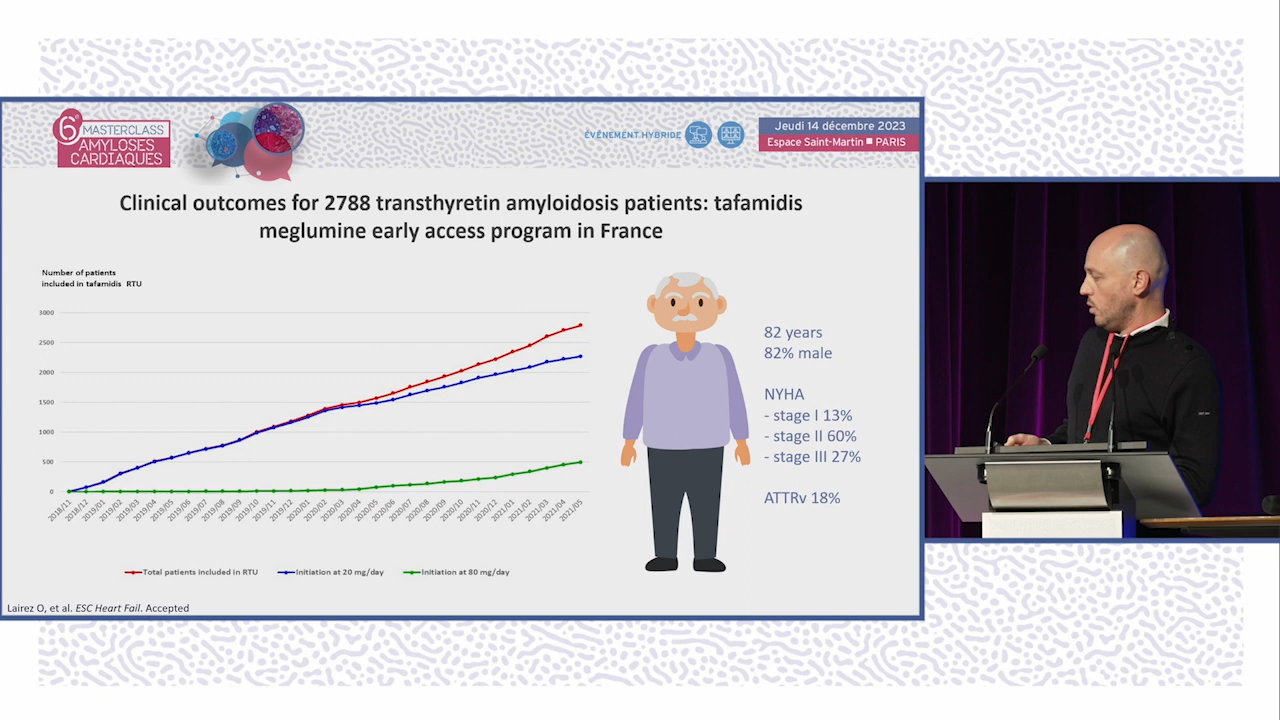 6e
MASTERCLASS
AMYLOSES
CARDIAQUES
ÉVÉNEMENT HYBRIDE
Jeudi 14 décembre 2023
Espace Saint-Martin ■ PARIS
Clinical outcomes for 2788 transthyretin amyloidosis patients: tafamidis
meglumine early access program in France
Number of patients
included in tafamidis RTU
3000
2500
2000
1500
1000
500
0
2018/11
2018/12
2019/01
2019/02
2019/03
2019/04
2019/05
2019/06
2019/07
2019/08
2019/09
2019/10
2019/11
2019/12
2020/01
2020/02
2020/03
2020/04
2020/05
2020/06
2020/07
2020/08
2020/09
2020/10
2020/11
2020/12
2021/01
2021/02
2021/03
2021/04
2021/05
Total patients included in RTU
Initiation at 20 mg/day
Initiation at 80 mg/day
82 years
82% male
NYHA
- stage I 13%
- stage II 60%
- stage III 27%
ATTRv 18%
Lairez O, et al. ESC Heart Fail. Accepted